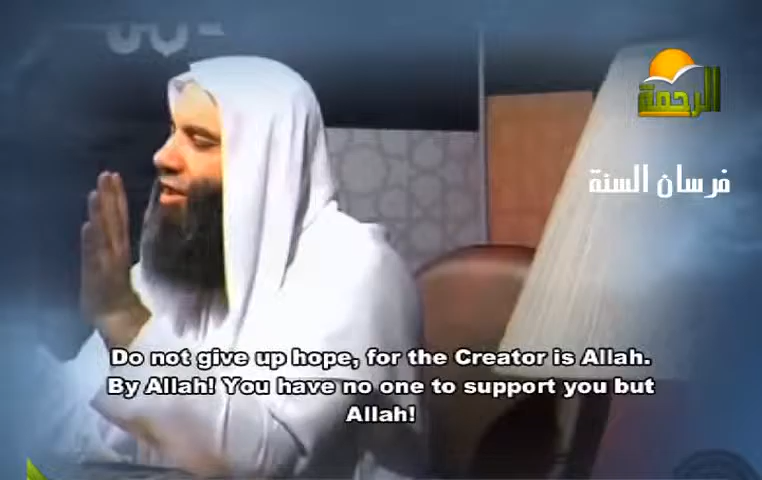 الرحمة
فرسان السنة
Do not give up hope, for the Creator is Allah.
By Allah! You have no one to support you but
Allah!